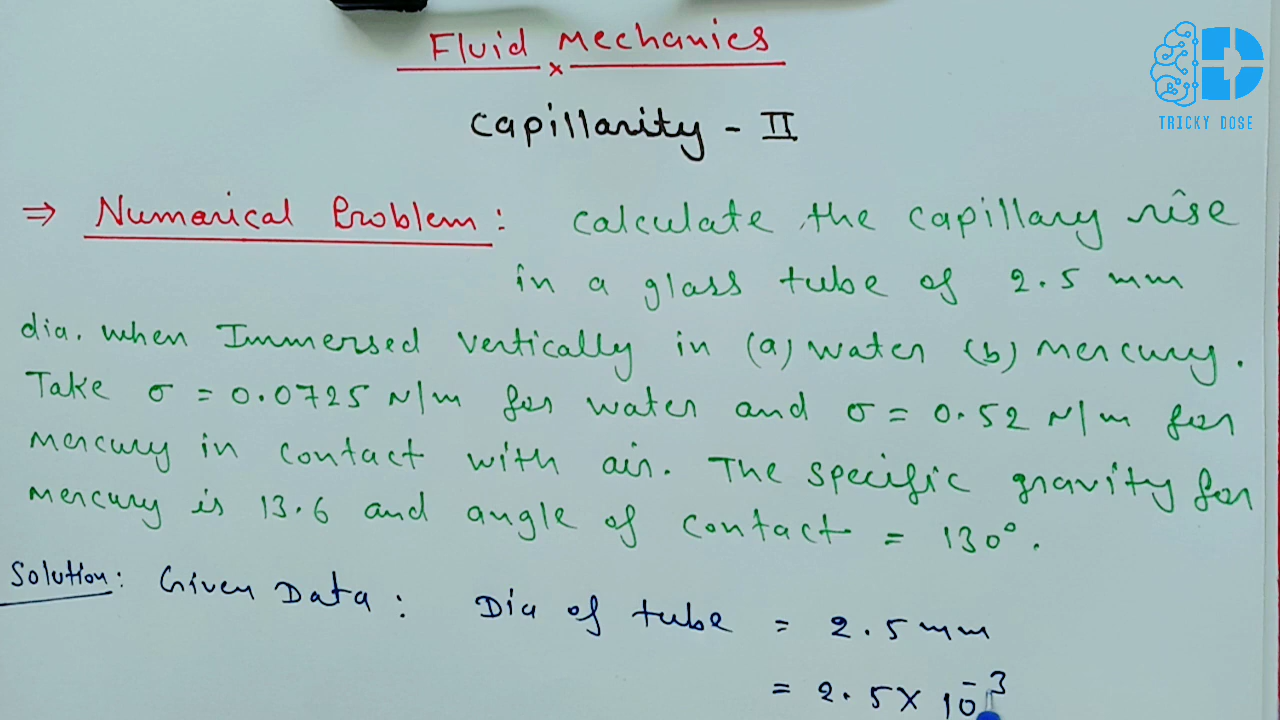 Fluid Mechanics
x
TRICKY DOSE
Capillarity - II
⇒ Numarical Problem: Calculate the capillary rise
in a glass tube of 2.5 mm
dia. when Immersed vertically in (a) water (b) mercury.
Take σ = 0.0725 N/m for water and σ = 0.52 N/m for
mercury in contact with air. The specific gravity for
mercury is 13.6 and angle of contact = 130°.
Solution: Given Data: Dia of tube = 2.5 mm
= 2.5 × 10⁻³